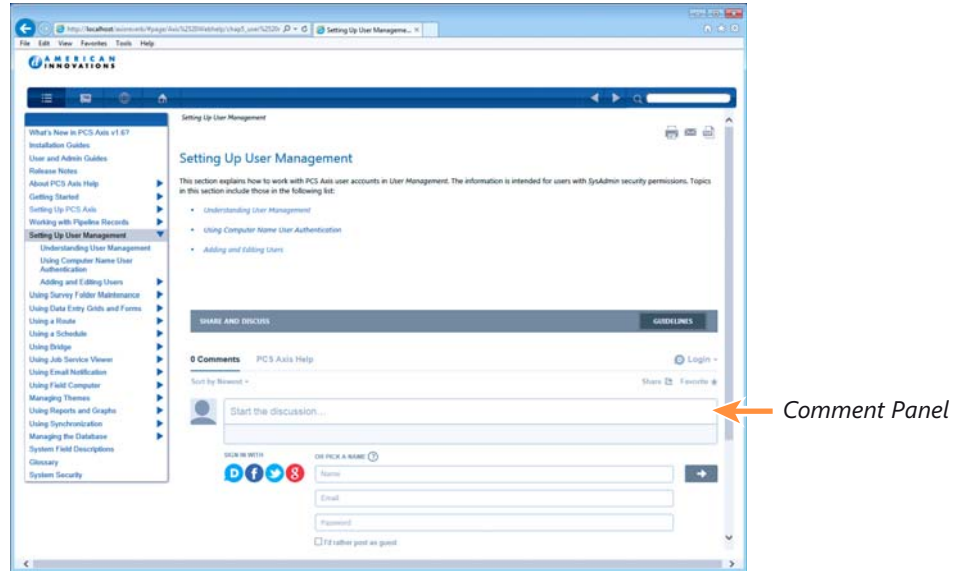 Setting Up User Manageme...
File Edit View Favorites Tools Help
AMERICAN
INNOVATIONS
Setting Up User Management
What's New in PCS Axis v1.6?
Installation Guides
User and Admin Guides
Release Notes
About PCS Axis Help
Getting Started
Setting Up PCS Axis
Working with Pipeline Records
Setting Up User Management
Understanding User Management
Using Computer Name User
Authentication
Adding and Editing Users
Using Survey Folder Maintenance
Using Data Entry Grids and Forms
Using a Route
Using a Schedule
Using Bridge
Using Job Service Viewer
Using Email Notification
Using Field Computer
Managing Themes
Using Reports and Graphs
Using Synchronization
Managing the Database
System Field Descriptions
Glossary
System Security
Setting Up User Management
This section explains how to work with PCS Axis user accounts in User Management. The information is intended for users with SysAdmin security permissions. Topics
in this section include those in the following list:
• Understanding User Management
• Using Computer Name User Authentication
• Adding and Editing Users
SHARE AND DISCUSS GUIDELINES
0 Comments PCS Axis Help Login
Sort by Newest Share Favorite
Start the discussion...
SIGN IN WITH OR PICK A NAME ?
Name
Email
Password
I'd rather post as guest
Comment Panel